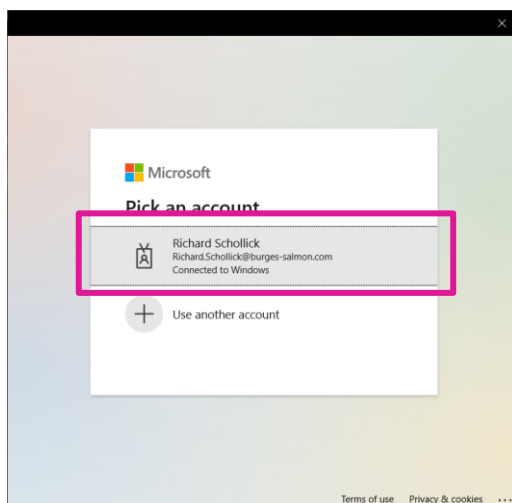 Microsoft
Pick an account
Richard Schollick
Richard.Schollick@burges-salmon.com
Connected to Windows
Use another account
Terms of use Privacy & cookies ...